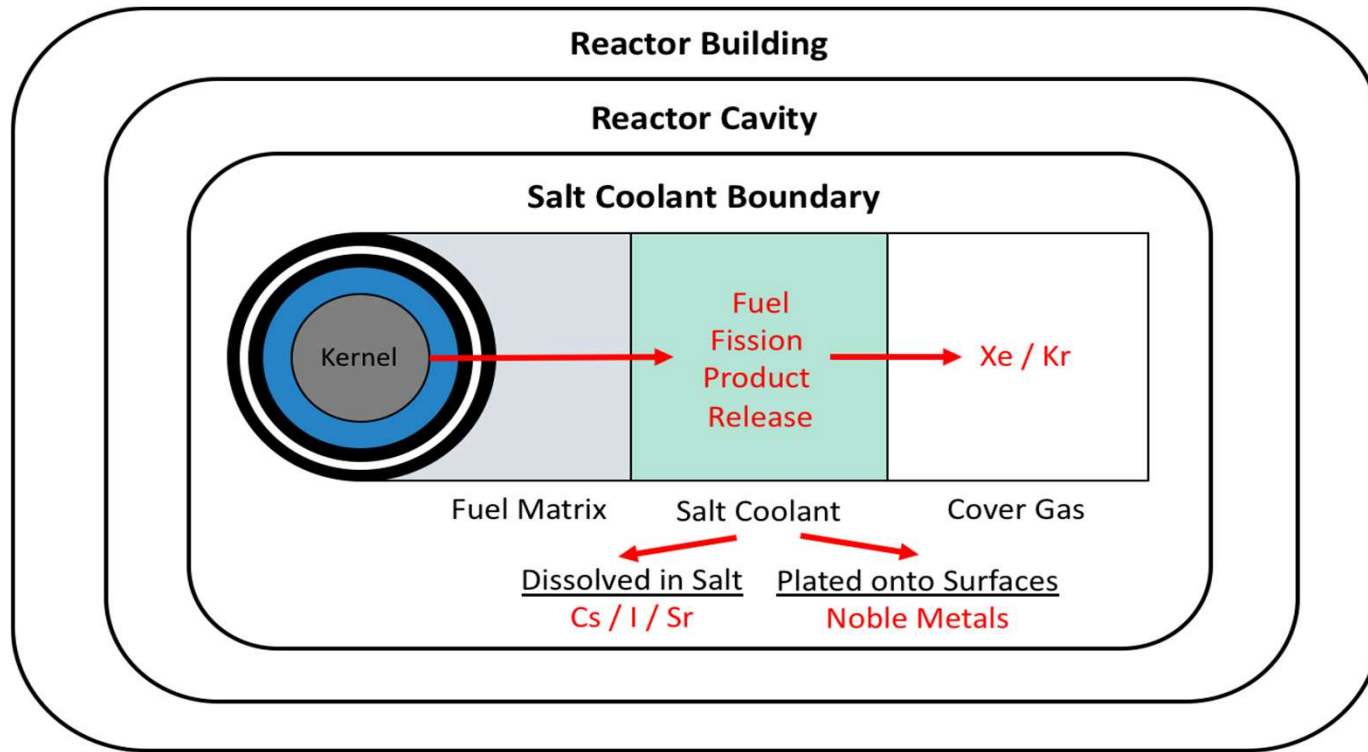 Reactor Building
Reactor Cavity
Salt Coolant Boundary
Kernel
Fuel
Fission
Product
Release
Xe / Kr
Fuel Matrix
Salt Coolant
Cover Gas
Dissolved in Salt
Cs / I / Sr
Plated onto Surfaces
Noble Metals